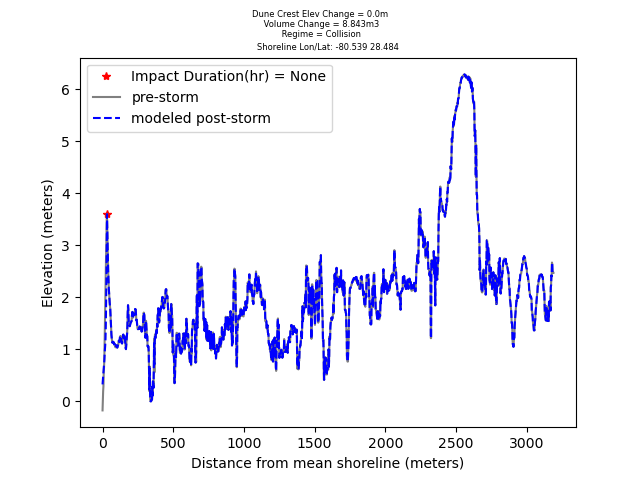 Dune Crest Elev Change = 0.0m
Volume Change = 8.843m3
Regime = Collision
Shoreline Lon/Lat: -80.539 28.484
Impact Duration(hr) = None
pre-storm
modeled post-storm
Elevation (meters)
6
5
4
3
2
1
0
0 500 1000 1500 2000 2500 3000
Distance from mean shoreline (meters)